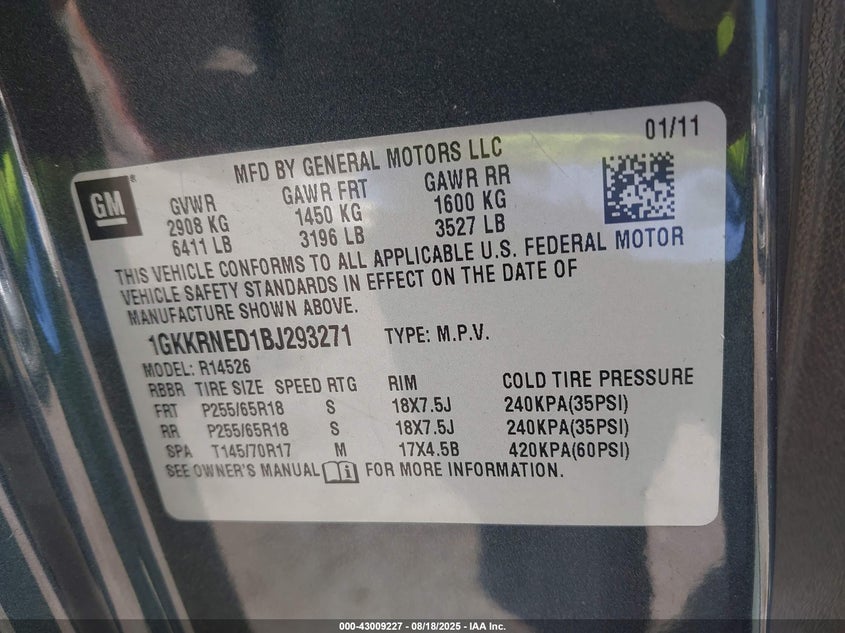 01/11
MFD BY GENERAL MOTORS LLC
GM
GVWR GAWR FRT GAWR RR
2908 KG 1450 KG 1600 KG
6411 LB 3196 LB 3527 LB
THIS VEHICLE CONFORMS TO ALL APPLICABLE U.S. FEDERAL MOTOR
VEHICLE SAFETY STANDARDS IN EFFECT ON THE DATE OF
MANUFACTURE SHOWN ABOVE.
1GKKRNED1BJ293271 TYPE: M.P.V.
MODEL: R14526
RBBR TIRE SIZE SPEED RTG RIM COLD TIRE PRESSURE
FRT P255/65R18 S 18X7.5J 240KPA(35PSI)
RR P255/65R18 S 18X7.5J 240KPA(35PSI)
SPA T145/70R17 M 17X4.5B 420KPA(60PSI)
SEE OWNER'S MANUAL FOR MORE INFORMATION.
000-43009227 - 08/18/2025 - IAA Inc.